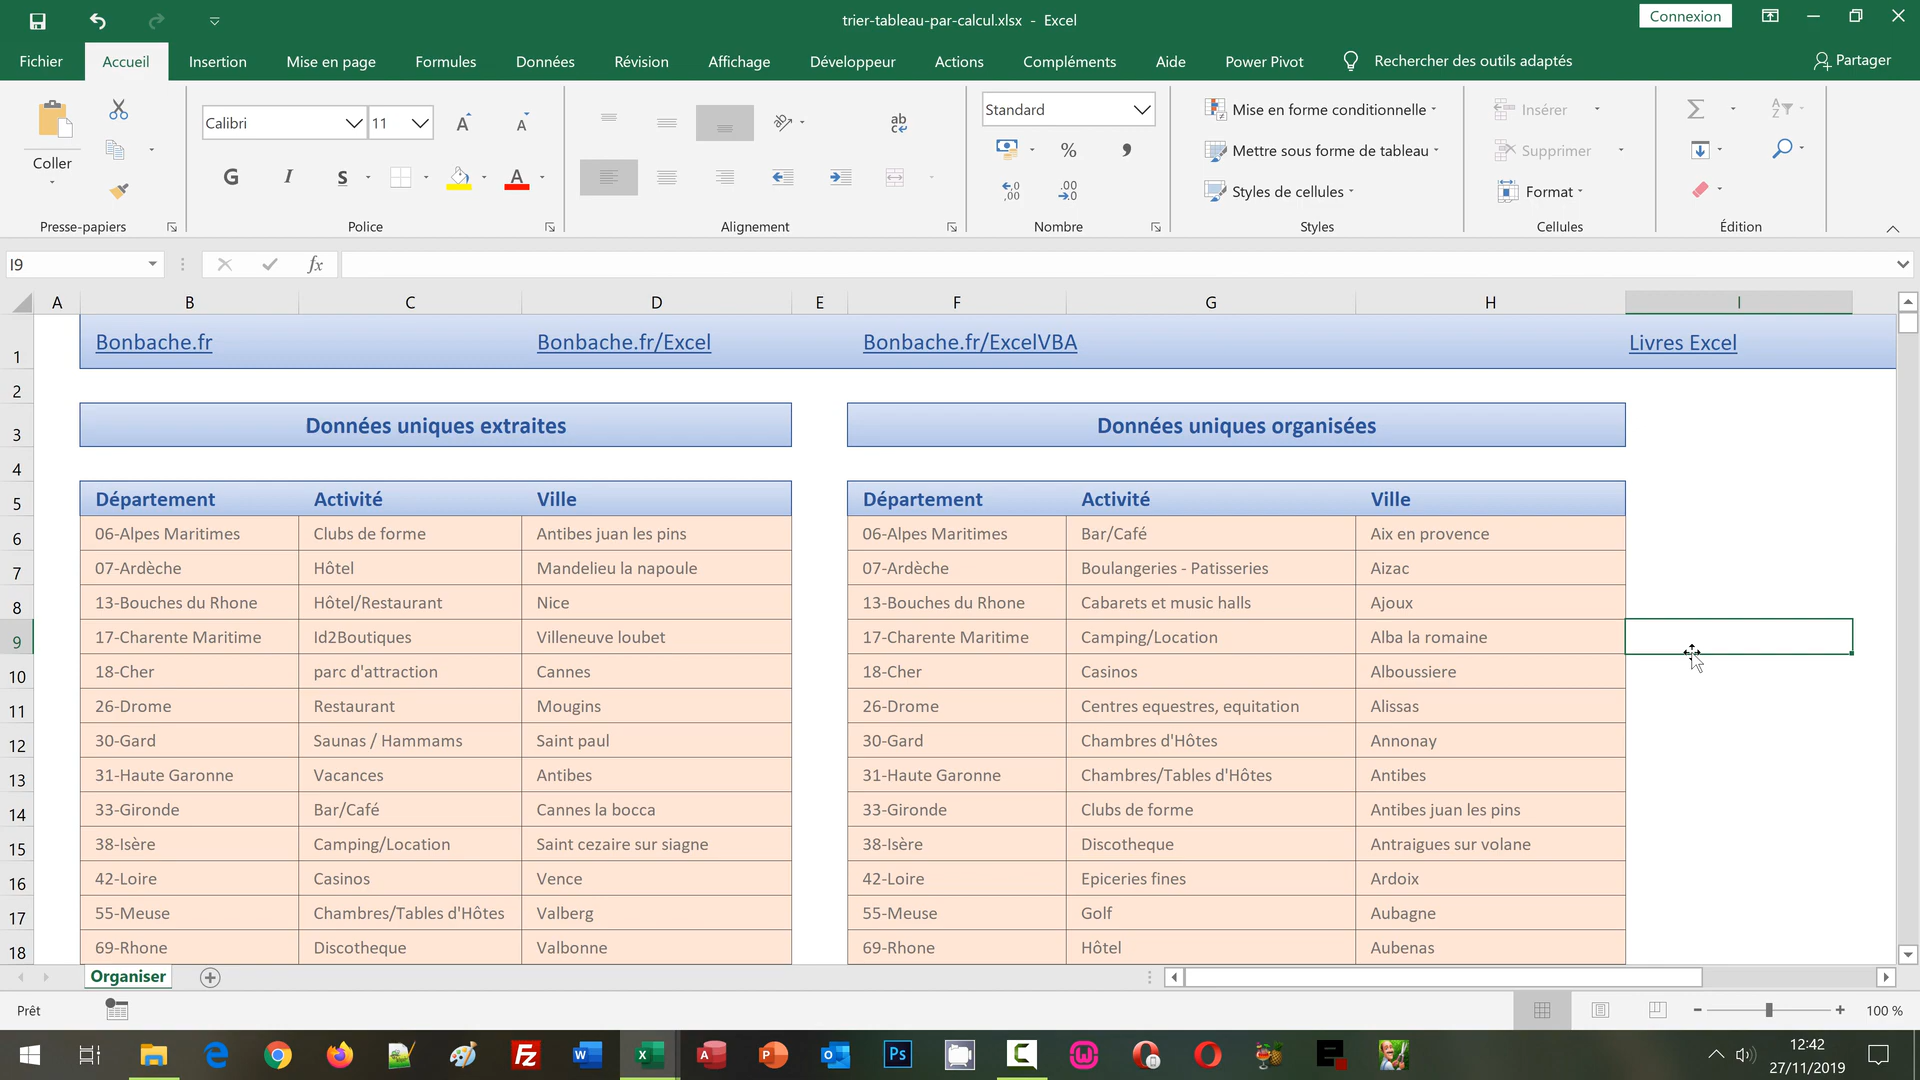 trier-tableau-par-calcul.xlsx - Excel
Connexion
Fichier Accueil Insertion Mise en page Formules Données Révision Affichage Développeur Actions Compléments Aide Power Pivot Rechercher des outils adaptés Partager
Coller
Presse-papiers
Calibri 11
G I S A
Police
ab
Alignement
Standard
%
Nombre
Mise en forme conditionnelle
Mettre sous forme de tableau
Styles de cellules
Styles
Insérer
Supprimer
Format
Cellules
Édition
I9 fx
A B C D E F G H I
1 Bonbache.fr Bonbache.fr/Excel Bonbache.fr/ExcelVBA Livres Excel
2
3 Données uniques extraites Données uniques organisées
4
5 Département Activité Ville Département Activité Ville
6 06-Alpes Maritimes Clubs de forme Antibes juan les pins 06-Alpes Maritimes Bar/Café Aix en provence
7 07-Ardèche Hôtel Mandelieu la napoule 07-Ardèche Boulangeries - Patisseries Aizac
8 13-Bouches du Rhone Hôtel/Restaurant Nice 13-Bouches du Rhone Cabarets et music halls Ajoux
9 17-Charente Maritime Id2Boutiques Villeneuve loubet 17-Charente Maritime Camping/Location Alba la romaine
10 18-Cher parc d'attraction Cannes 18-Cher Casinos Alboussiere
11 26-Drome Restaurant Mougins 26-Drome Centres equestres, equitation Alissas
12 30-Gard Saunas / Hammams Saint paul 30-Gard Chambres d'Hôtes Annonay
13 31-Haute Garonne Vacances Antibes 31-Haute Garonne Chambres/Tables d'Hôtes Antibes
14 33-Gironde Bar/Café Cannes la bocca 33-Gironde Clubs de forme Antibes juan les pins
15 38-Isère Camping/Location Saint cezaire sur siagne 38-Isère Discotheque Antraigues sur volane
16 42-Loire Casinos Vence 42-Loire Epiceries fines Ardoix
17 55-Meuse Chambres/Tables d'Hôtes Valberg 55-Meuse Golf Aubagne
18 69-Rhone Discotheque Valbonne 69-Rhone Hôtel Aubenas
Organiser
Prêt
100 %
12:42
27/11/2019